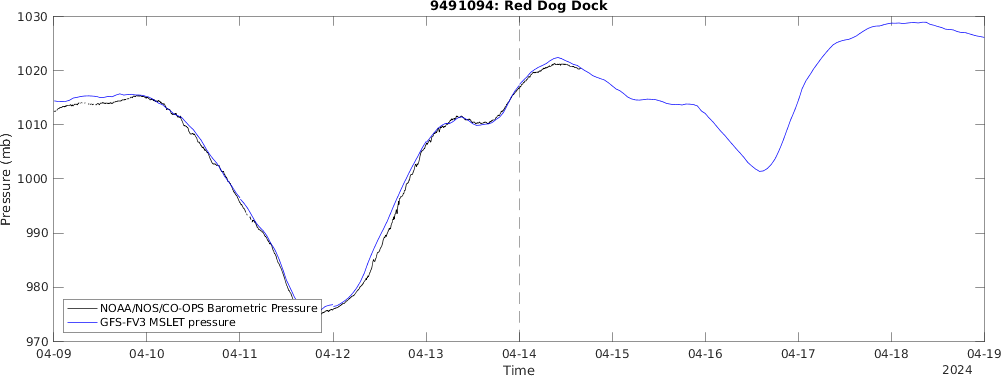 9491094: Red Dog Dock
1030
1020
1010
1000
990
980
970
Pressure (mb)
NOAA/NOS/CO-OPS Barometric Pressure
GFS-FV3 MSLET pressure
04-09 04-10 04-11 04-12 04-13 04-14 04-15 04-16 04-17 04-18 04-19
Time
2024